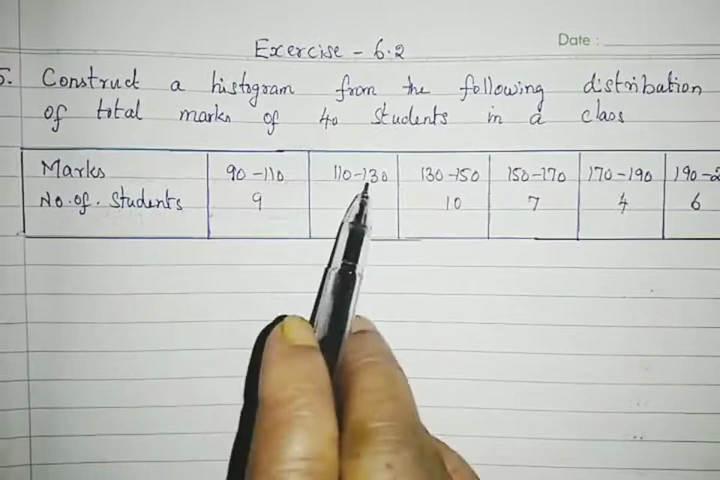 Exercise - 6.2
Date :
5. Construct a histogram from the following distribution
of total marks of 40 students in a class
Marks 90-110 110-130 130-150 150-170 170-190 190-2
No.of. Students 9 10 7 4 6